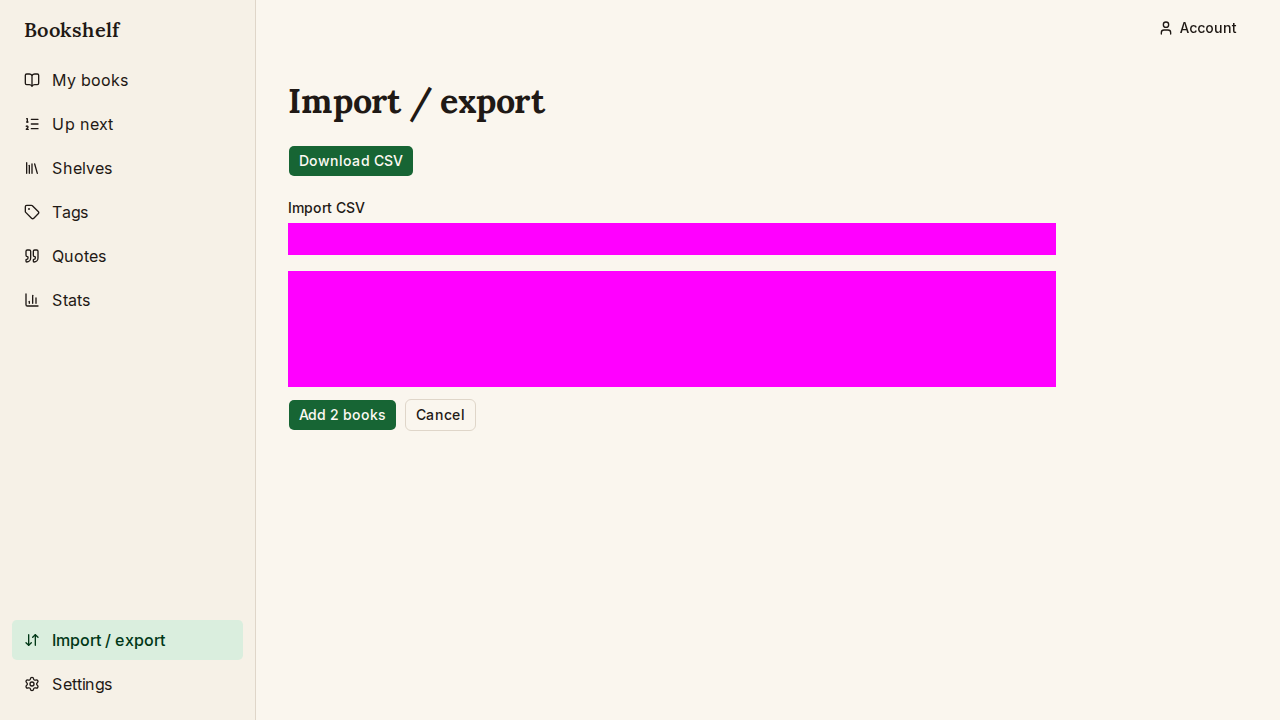 Bookshelf
My books
Up next
Shelves
Tags
Quotes
Stats
Import / export
Settings
Account
Import / export
Download CSV
Import CSV
Add 2 books
Cancel